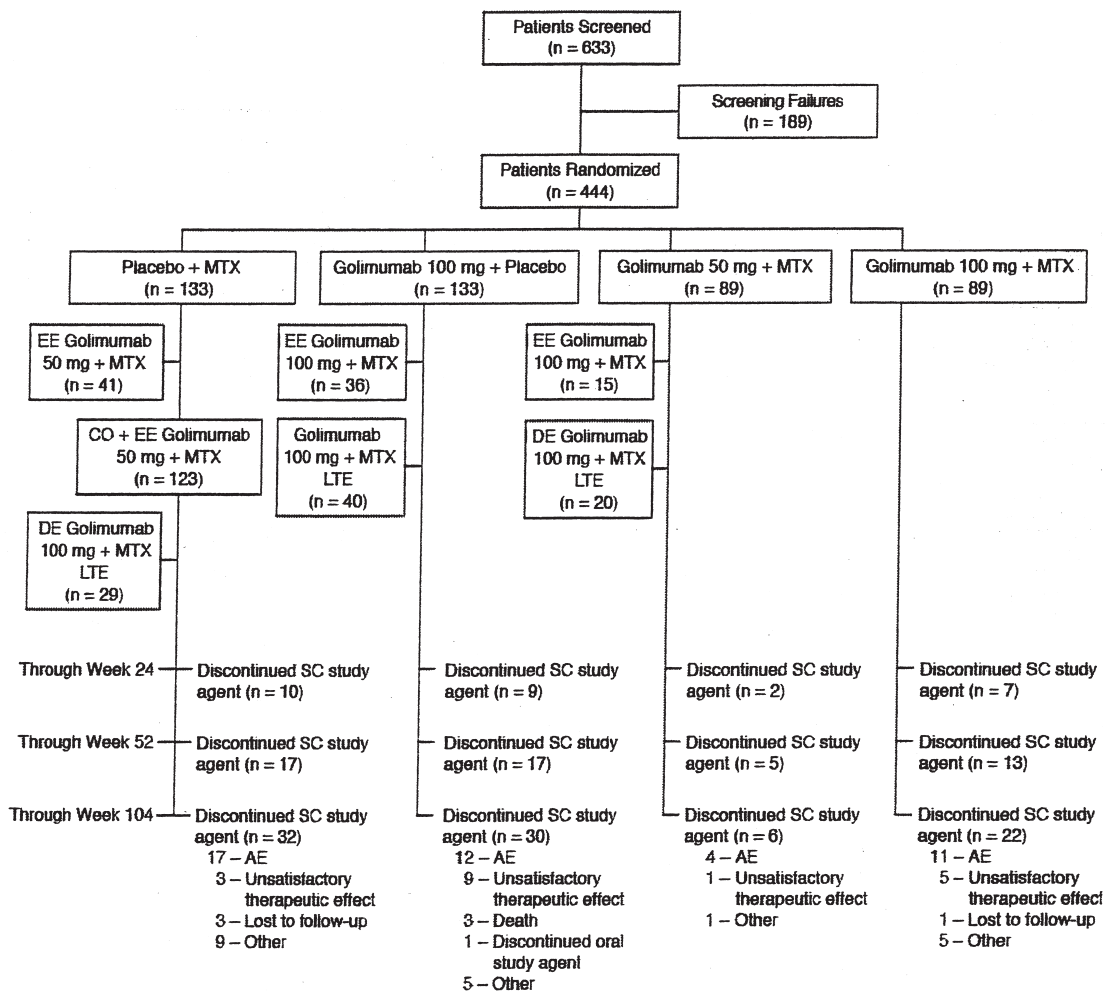 Patients Screened
(n = 633)
Screening Failures
(n = 189)
Patients Randomized
(n = 444)
Placebo + MTX
(n = 133)
Golimumab 100 mg + Placebo
(n = 133)
Golimumab 50 mg + MTX
(n = 89)
Golimumab 100 mg + MTX
(n = 89)
EE Golimumab
50 mg + MTX
(n = 41)
EE Golimumab
100 mg + MTX
(n = 36)
EE Golimumab
100 mg + MTX
(n = 15)
CO + EE Golimumab
50 mg + MTX
(n = 123)
Golimumab
100 mg + MTX
LTE
(n = 40)
DE Golimumab
100 mg + MTX
LTE
(n = 20)
DE Golimumab
100 mg + MTX
LTE
(n = 29)
Through Week 24
Discontinued SC study
agent (n = 10)
Discontinued SC study
agent (n = 9)
Discontinued SC study
agent (n = 2)
Discontinued SC study
agent (n = 7)
Through Week 52
Discontinued SC study
agent (n = 17)
Discontinued SC study
agent (n = 17)
Discontinued SC study
agent (n = 5)
Discontinued SC study
agent (n = 13)
Through Week 104
Discontinued SC study
agent (n = 32)
17 – AE
3 – Unsatisfactory
therapeutic effect
3 – Lost to follow-up
9 – Other
Discontinued SC study
agent (n = 30)
12 – AE
9 – Unsatisfactory
therapeutic effect
3 – Death
1 – Discontinued oral
study agent
5 – Other
Discontinued SC study
agent (n = 6)
4 – AE
1 – Unsatisfactory
therapeutic effect
1 – Other
Discontinued SC study
agent (n = 22)
11 – AE
5 – Unsatisfactory
therapeutic effect
1 – Lost to follow-up
5 – Other